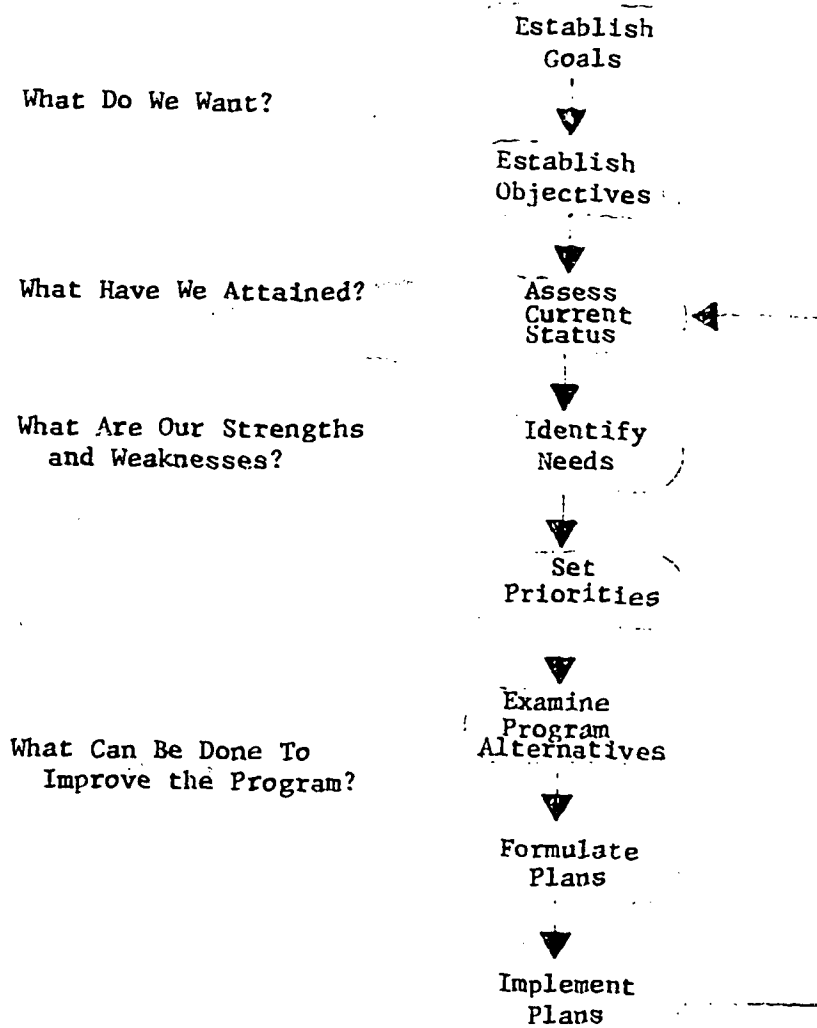 Establish
Goals
What Do We Want?
Establish
Objectives
What Have We Attained?
Assess
Current
Status
What Are Our Strengths
and Weaknesses?
Identify
Needs
Set
Priorities
Examine
Program
Alternatives
What Can Be Done To
Improve the Program?
Formulate
Plans
Implement
Plans